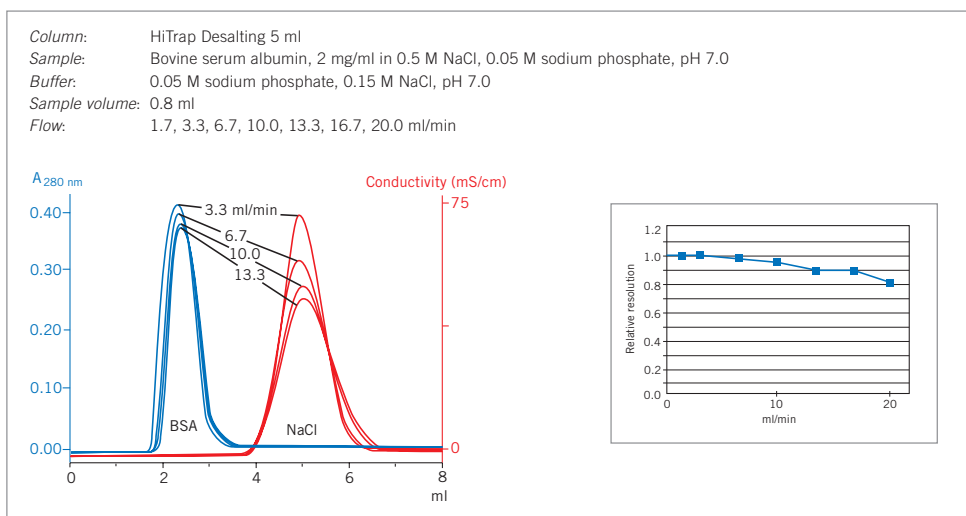 Column: HiTrap Desalting 5 ml
Sample: Bovine serum albumin, 2 mg/ml in 0.5 M NaCl, 0.05 M sodium phosphate, pH 7.0
Buffer: 0.05 M sodium phosphate, 0.15 M NaCl, pH 7.0
Sample volume: 0.8 ml
Flow: 1.7, 3.3, 6.7, 10.0, 13.3, 16.7, 20.0 ml/min
A 280 nm
Conductivity (mS/cm)
0.40
0.30
0.20
0.10
0.00
3.3 ml/min
6.7
10.0
13.3
BSA
NaCl
75
0
0 2 4 6 8
ml
Relative resolution
1.2
1.0
0.8
0.6
0.4
0.2
0.0
0 10 20
ml/min